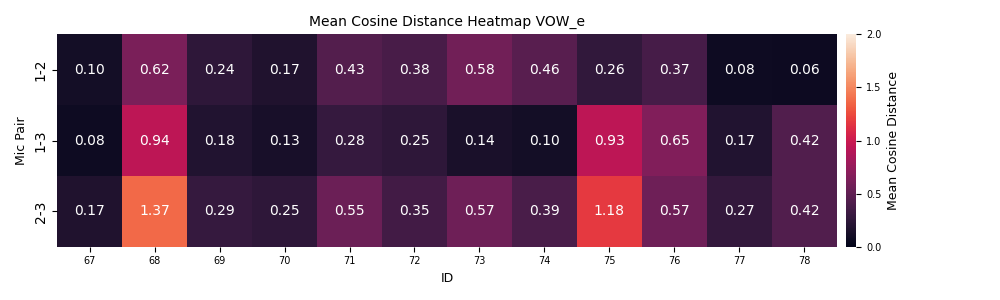 Mean Cosine Distance Heatmap VOW_e
Mic Pair
1-2 0.10 0.62 0.24 0.17 0.43 0.38 0.58 0.46 0.26 0.37 0.08 0.06
1-3 0.08 0.94 0.18 0.13 0.28 0.25 0.14 0.10 0.93 0.65 0.17 0.42
2-3 0.17 1.37 0.29 0.25 0.55 0.35 0.57 0.39 1.18 0.57 0.27 0.42
67 68 69 70 71 72 73 74 75 76 77 78
ID
2.0
1.5
1.0
0.5
0.0
Mean Cosine Distance